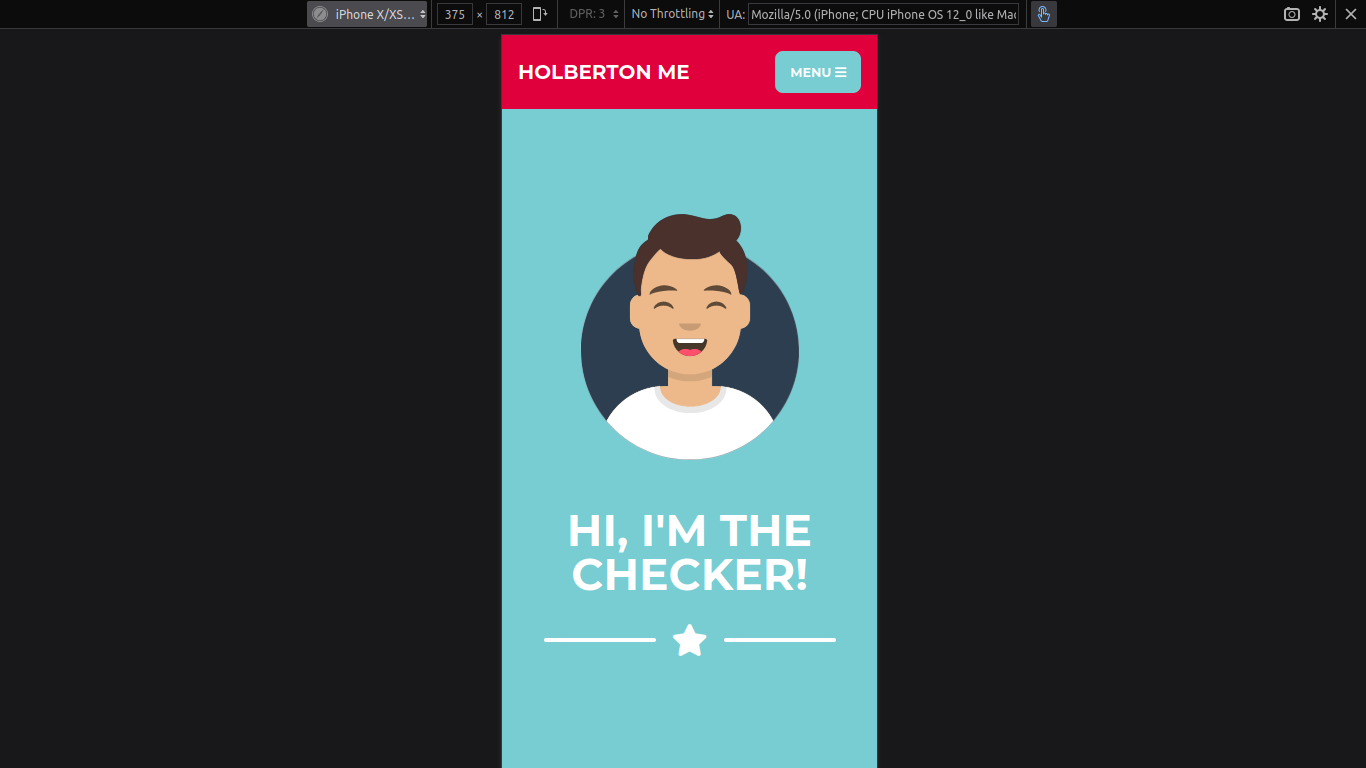 iPhone X/XS... 375 × 812 DPR: 3 No Throttling UA: Mozilla/5.0 (iPhone; CPU iPhone OS 12_0 like Mac
HOLBERTON ME
MENU
HI, I'M THE
CHECKER!